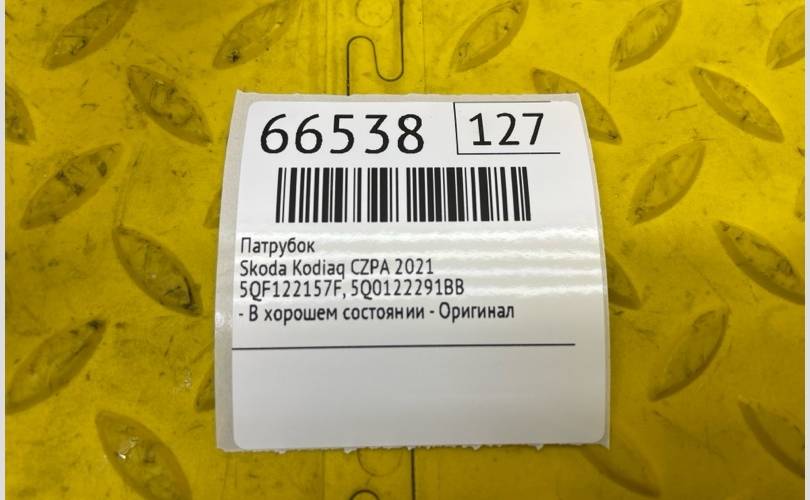 66538 127
Патрубок
Skoda Kodiaq CZPA 2021
5QF122157F, 5Q0122291BB
- В хорошем состоянии - Оригинал